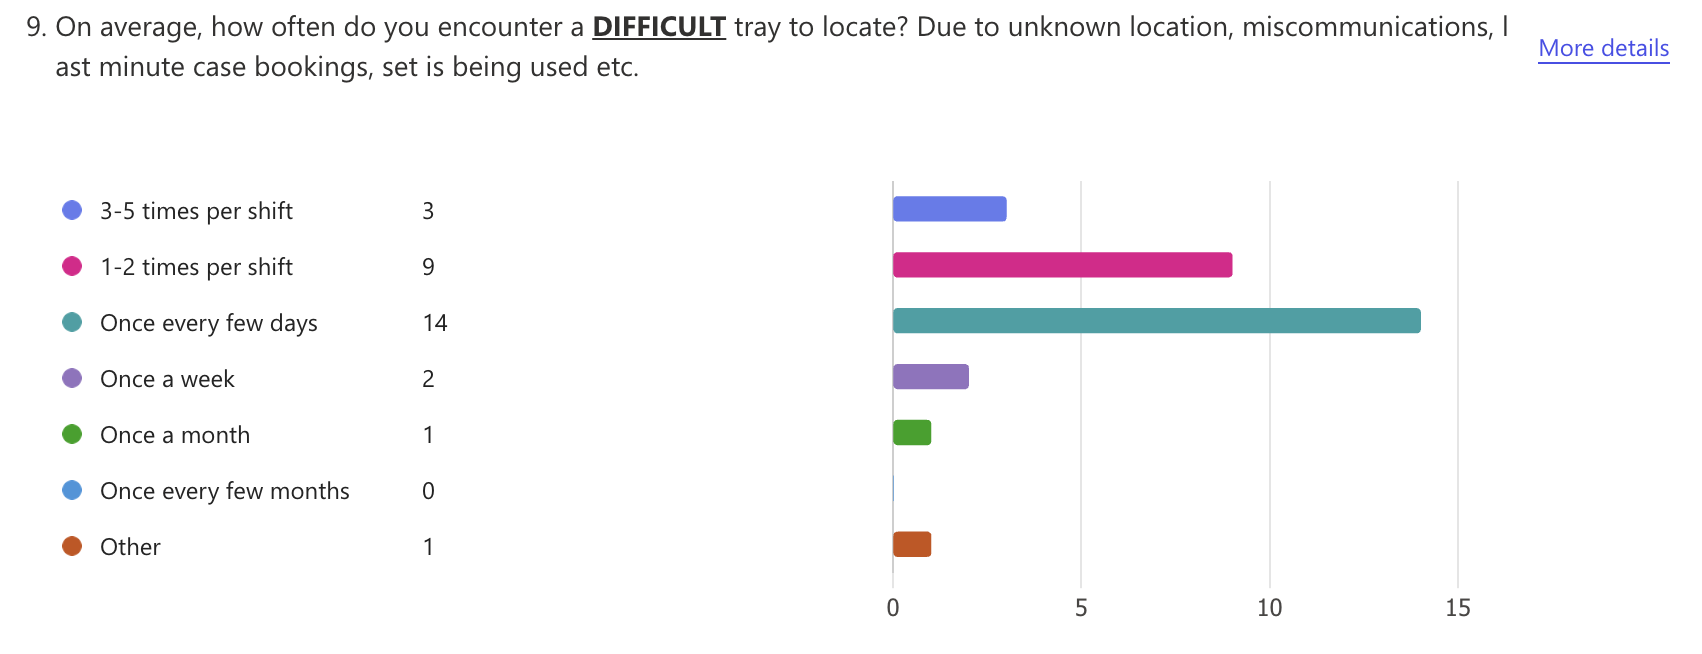 9. On average, how often do you encounter a DIFFICULT tray to locate? Due to unknown location, miscommunications, l
ast minute case bookings, set is being used etc.
More details
3-5 times per shift 3
1-2 times per shift 9
Once every few days 14
Once a week 2
Once a month 1
Once every few months 0
Other 1
0 5 10 15